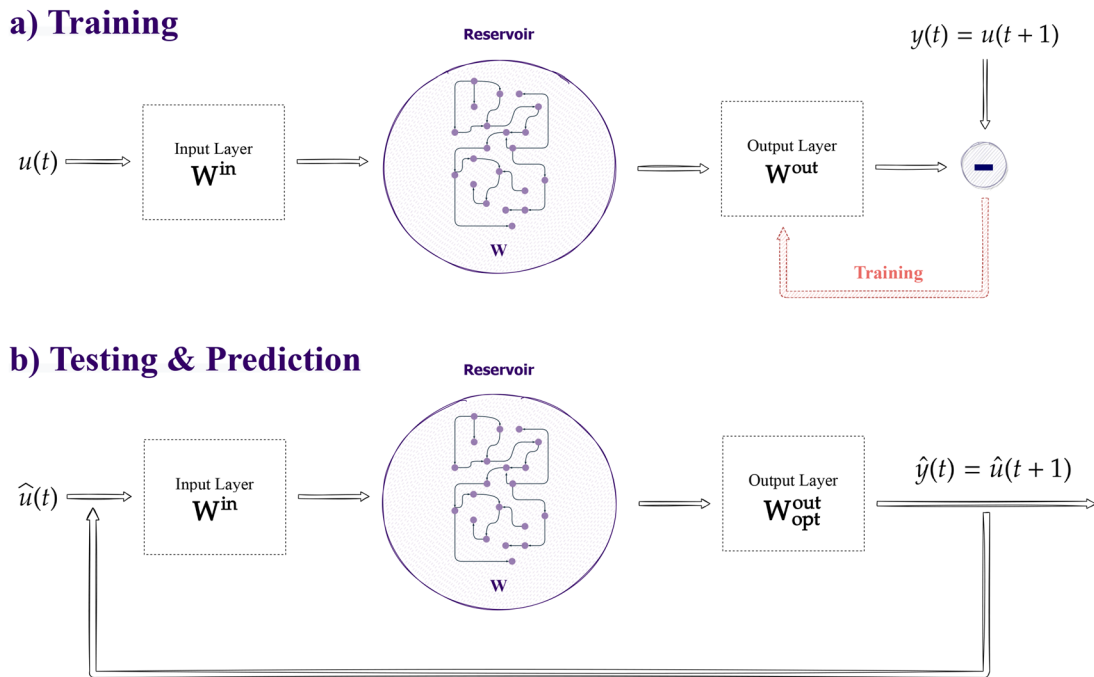 a) Training
Reservoir
y(t) = u(t + 1)
u(t)
Input Layer
W^in
Output Layer
W^out
-
W
Training
b) Testing & Prediction
Reservoir
û(t)
Input Layer
W^in
Output Layer
W^out_opt
ŷ(t) = û(t + 1)
W